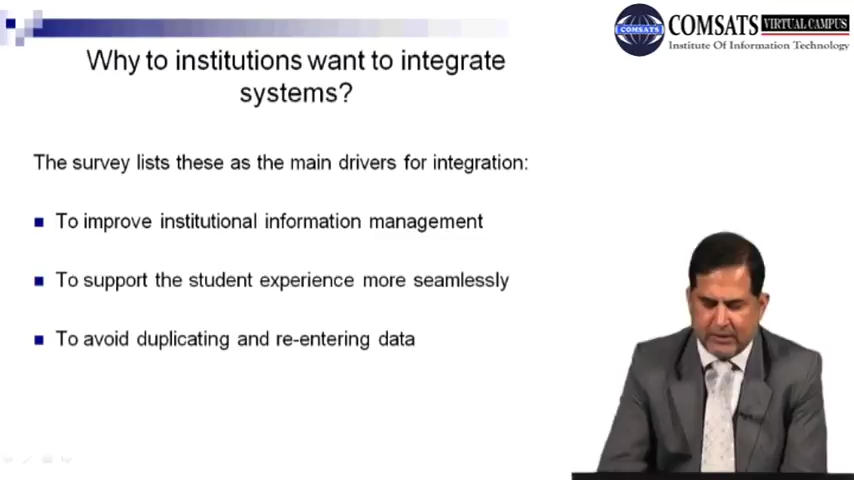 COMSATS VIRTUAL CAMPUS
COMSATS
Institute Of Information Technology
Why to institutions want to integrate
systems?
The survey lists these as the main drivers for integration:
To improve institutional information management
To support the student experience more seamlessly
To avoid duplicating and re-entering data